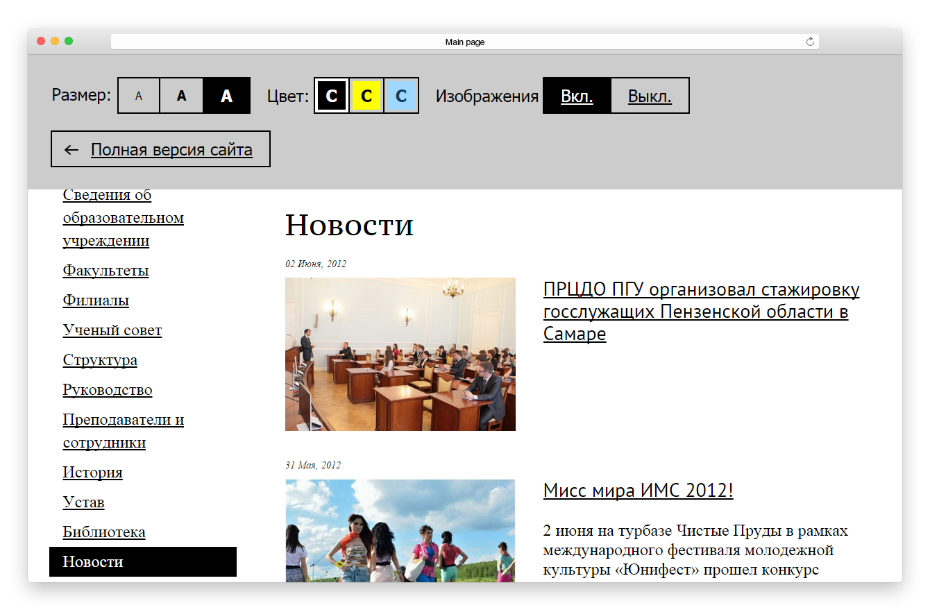 Main page
Размер: A A A Цвет: C C C Изображения Вкл. Выкл.
← Полная версия сайта
Сведения об
образовательном
учреждении
Факультеты
Филиалы
Ученый совет
Структура
Руководство
Преподаватели и
сотрудники
История
Устав
Библиотека
Новости
Новости
02 Июня, 2012
ПРЦДО ПГУ организовал стажировку
госслужащих Пензенской области в
Самаре
31 Мая, 2012
Мисс мира ИМС 2012!
2 июня на турбазе Чистые Пруды в рамках
международного фестиваля молодежной
культуры «Юнифест» прошел конкурс